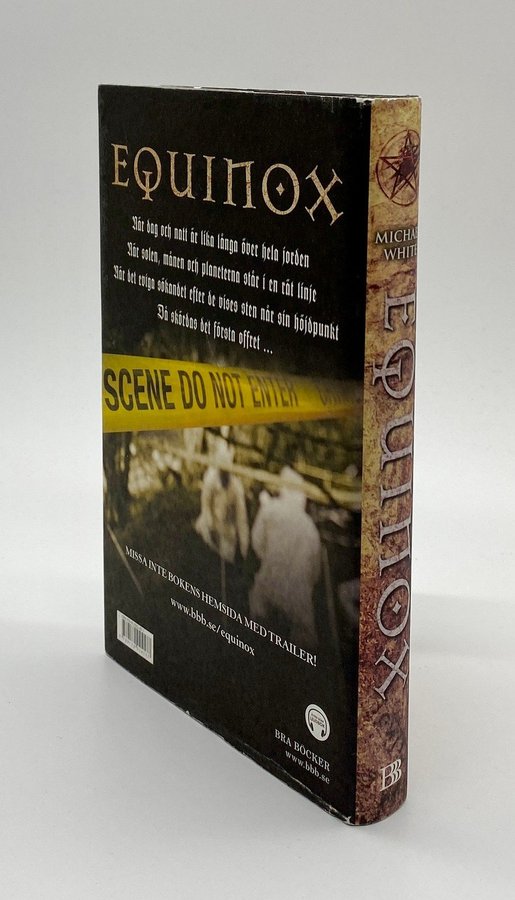 EQUINOX
När dag och natt är lika långa över hela jorden
När solen, månen och planeterna står i en rät linje
När det eviga sökandet efter de vises sten når sin höjdpunkt
Då skördas det första offret ...
SCENE DO NOT ENTER
MISSA INTE BOKENS HEMSIDA MED TRAILER!
www.bbb.se/equinox
BRA BÖCKER
www.bbb.se
MICHAEL
WHITE
EQUINOX
BB